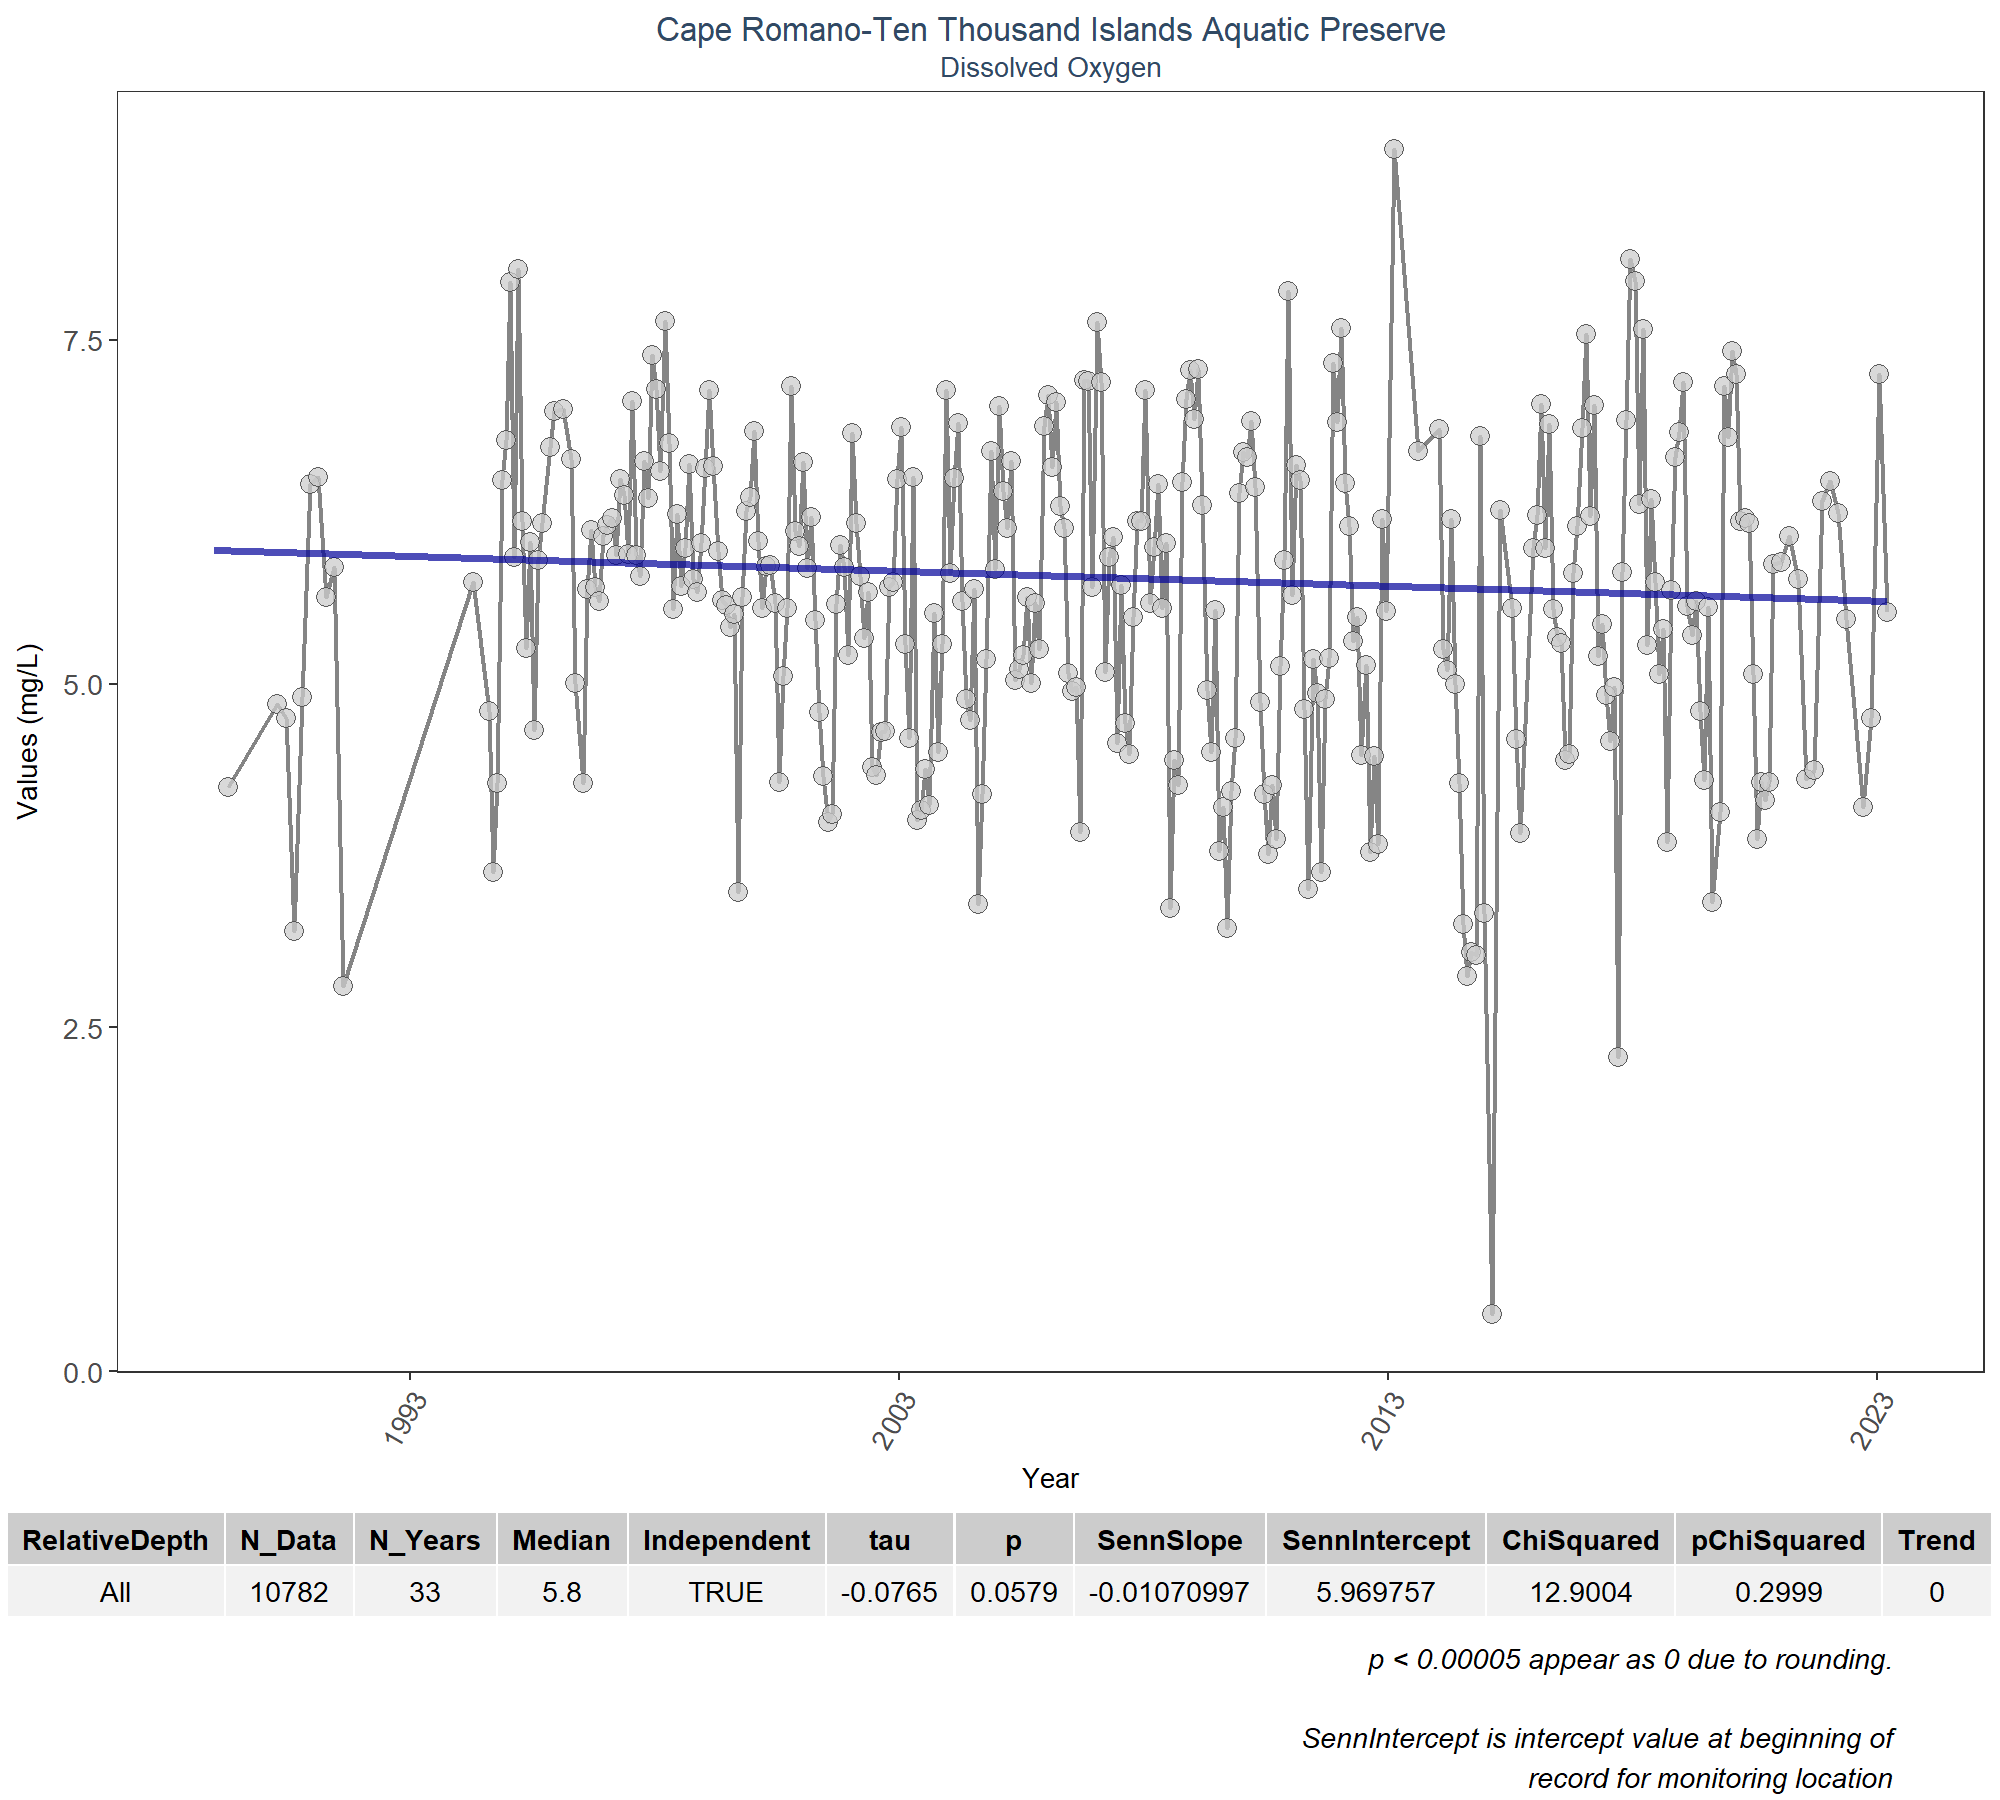 Cape Romano-Ten Thousand Islands Aquatic Preserve
Dissolved Oxygen
Values (mg/L)
7.5
5.0
2.5
0.0
1993
2003
2013
2023
Year
RelativeDepth N_Data N_Years Median Independent tau p SennSlope SennIntercept ChiSquared pChiSquared Trend
All 10782 33 5.8 TRUE -0.0765 0.0579 -0.01070997 5.969757 12.9004 0.2999 0
p < 0.00005 appear as 0 due to rounding.
SennIntercept is intercept value at beginning of
record for monitoring location